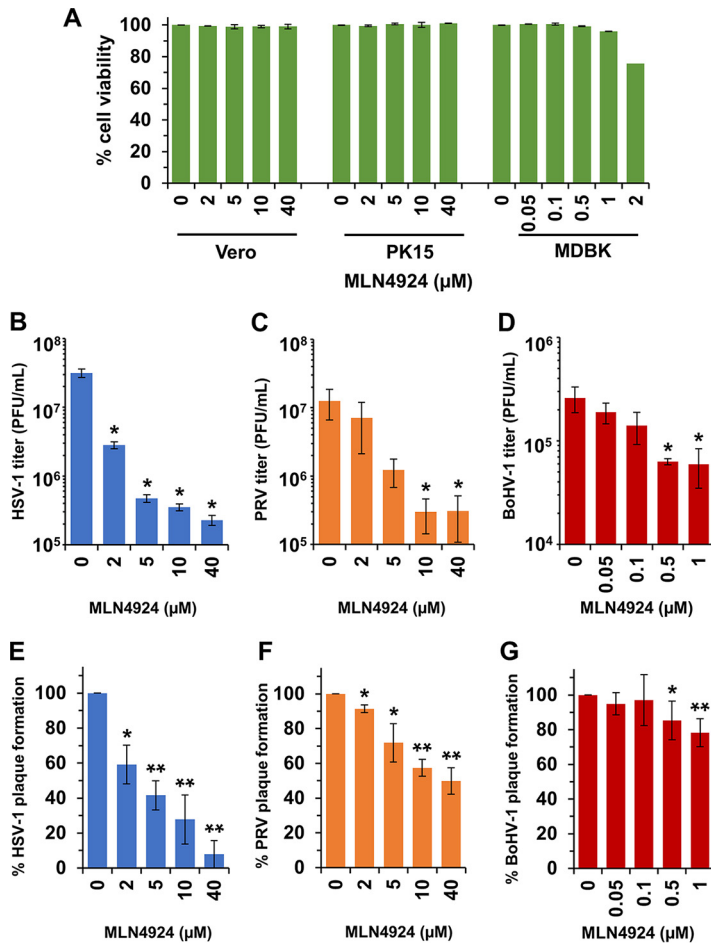 A
% cell viability
120
100
80
60
40
20
0
0 2 5 10 40 0 2 5 10 40 0 0.05 0.1 0.5 1 2
Vero PK15 MDBK
MLN4924 (µM)
B
HSV-1 titer (PFU/mL)
10⁸
10⁷
10⁶
10⁵
* * * *
0 2 5 10 40
MLN4924 (µM)
C
PRV titer (PFU/mL)
10⁸
10⁷
10⁶
10⁵
* *
0 2 5 10 40
MLN4924 (µM)
D
BoHV-1 titer (PFU/mL)
10⁶
10⁵
10⁴
* *
0 0.05 0.1 0.5 1
MLN4924 (µM)
E
% HSV-1 plaque formation
100
80
60
40
20
0
* ** ** **
0 2 5 10 40
MLN4924 (µM)
F
% PRV plaque formation
100
80
60
40
20
0
* * ** **
0 2 5 10 40
MLN4924 (µM)
G
% BoHV-1 plaque formation
100
80
60
40
20
0
* **
0 0.05 0.1 0.5 1
MLN4924 (µM)